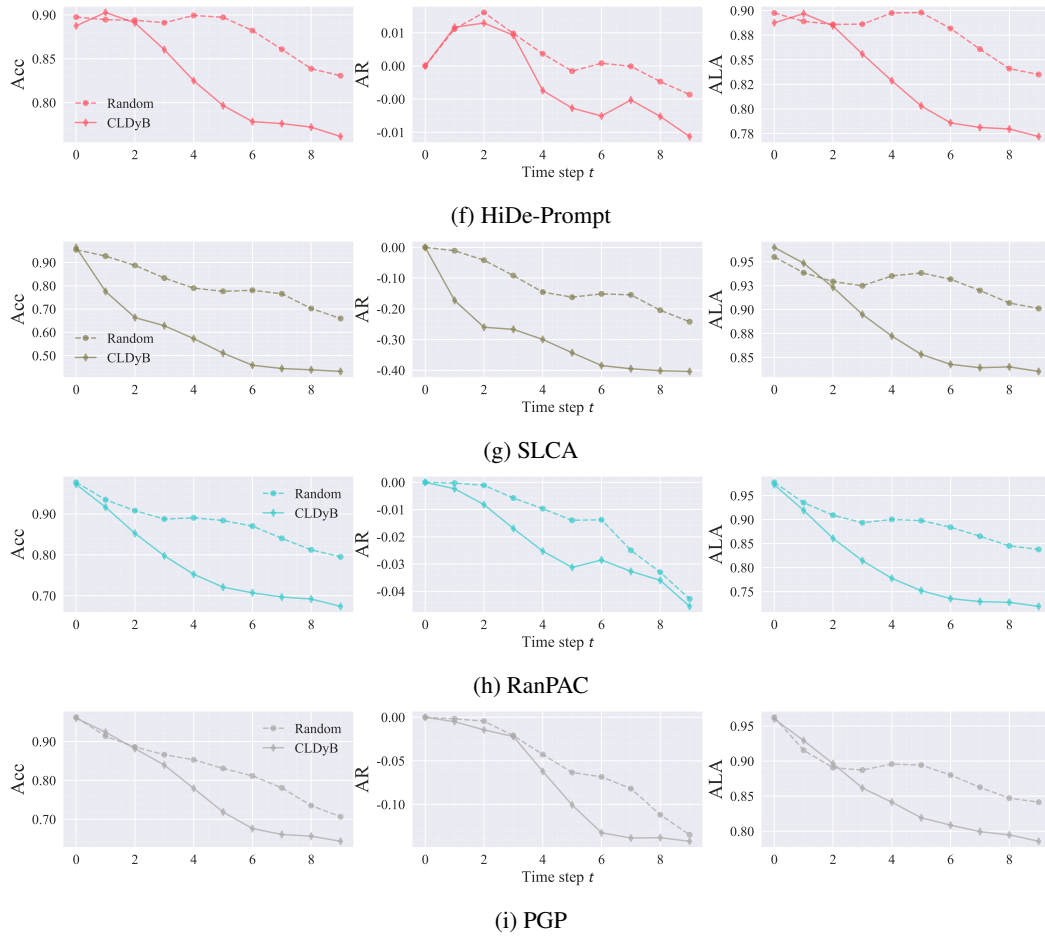 0.90
0.85
0.80
Acc
Random
CLDyB
0 2 4 6 8
0.01
0.00
-0.00
-0.01
AR
0 2 4 6 8
Time step t
0.90
0.88
0.85
0.83
0.80
0.78
ALA
0 2 4 6 8
(f) HiDe-Prompt
0.90
0.80
0.70
0.60
0.50
Acc
Random
CLDyB
0 2 4 6 8
0.00
-0.10
-0.20
-0.30
-0.40
AR
0 2 4 6 8
Time step t
0.95
0.93
0.90
0.88
0.85
ALA
0 2 4 6 8
(g) SLCA
0.90
0.80
0.70
Acc
Random
CLDyB
0 2 4 6 8
0.00
-0.01
-0.02
-0.03
-0.04
AR
0 2 4 6 8
Time step t
0.95
0.90
0.85
0.80
0.75
ALA
0 2 4 6 8
(h) RanPAC
0.90
0.80
0.70
Acc
Random
CLDyB
0 2 4 6 8
0.00
-0.05
-0.10
AR
0 2 4 6 8
Time step t
0.95
0.90
0.85
0.80
ALA
0 2 4 6 8
(i) PGP